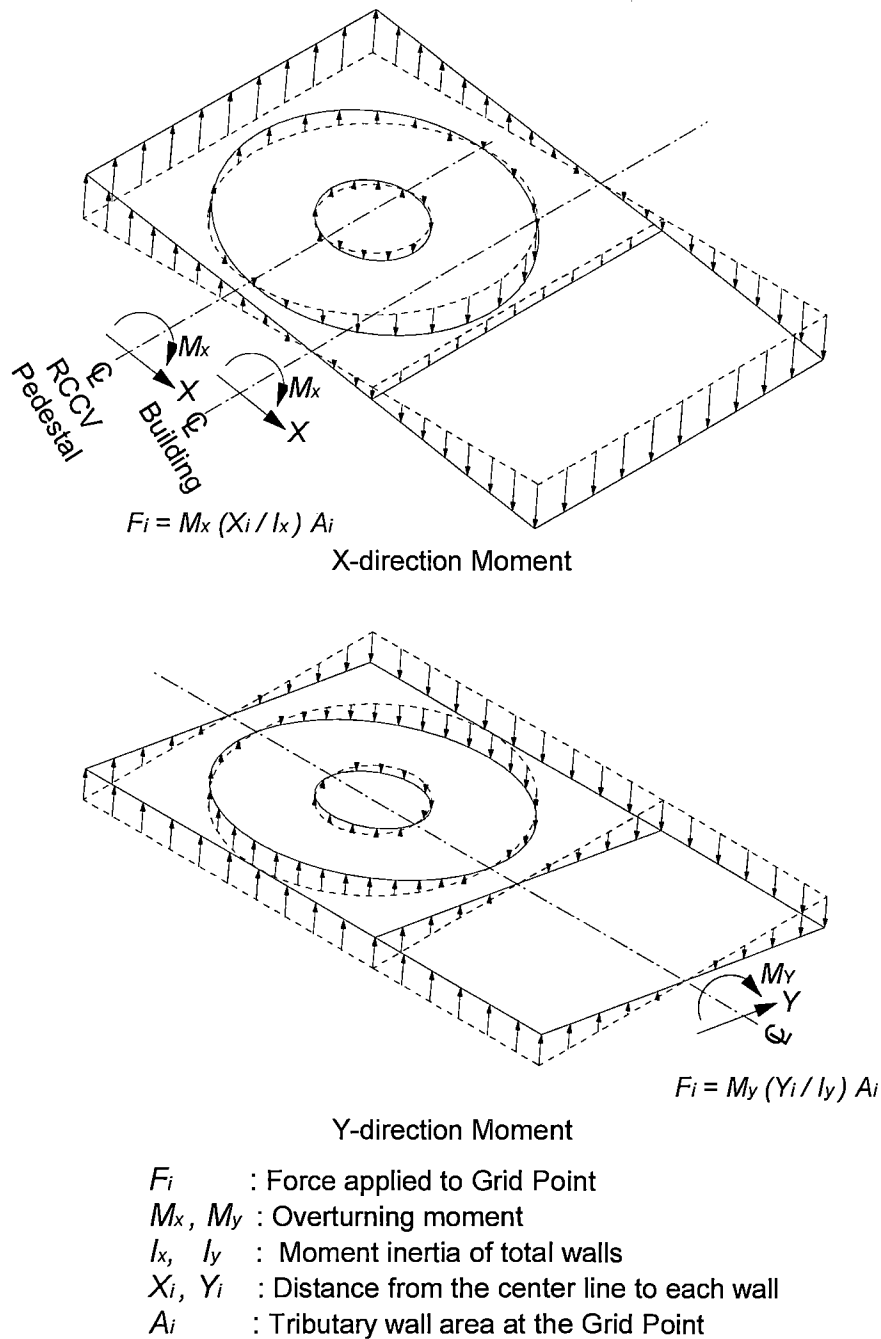 Mx
X
℄
RCCV
Pedestal
Mx
X
℄
Building
Fi = Mx (Xi / Ix) Ai
X-direction Moment
MY
Y
℄
Fi = My (Yi / Iy) Ai
Y-direction Moment
Fi : Force applied to Grid Point
Mx, My : Overturning moment
Ix, Iy : Moment inertia of total walls
Xi, Yi : Distance from the center line to each wall
Ai : Tributary wall area at the Grid Point